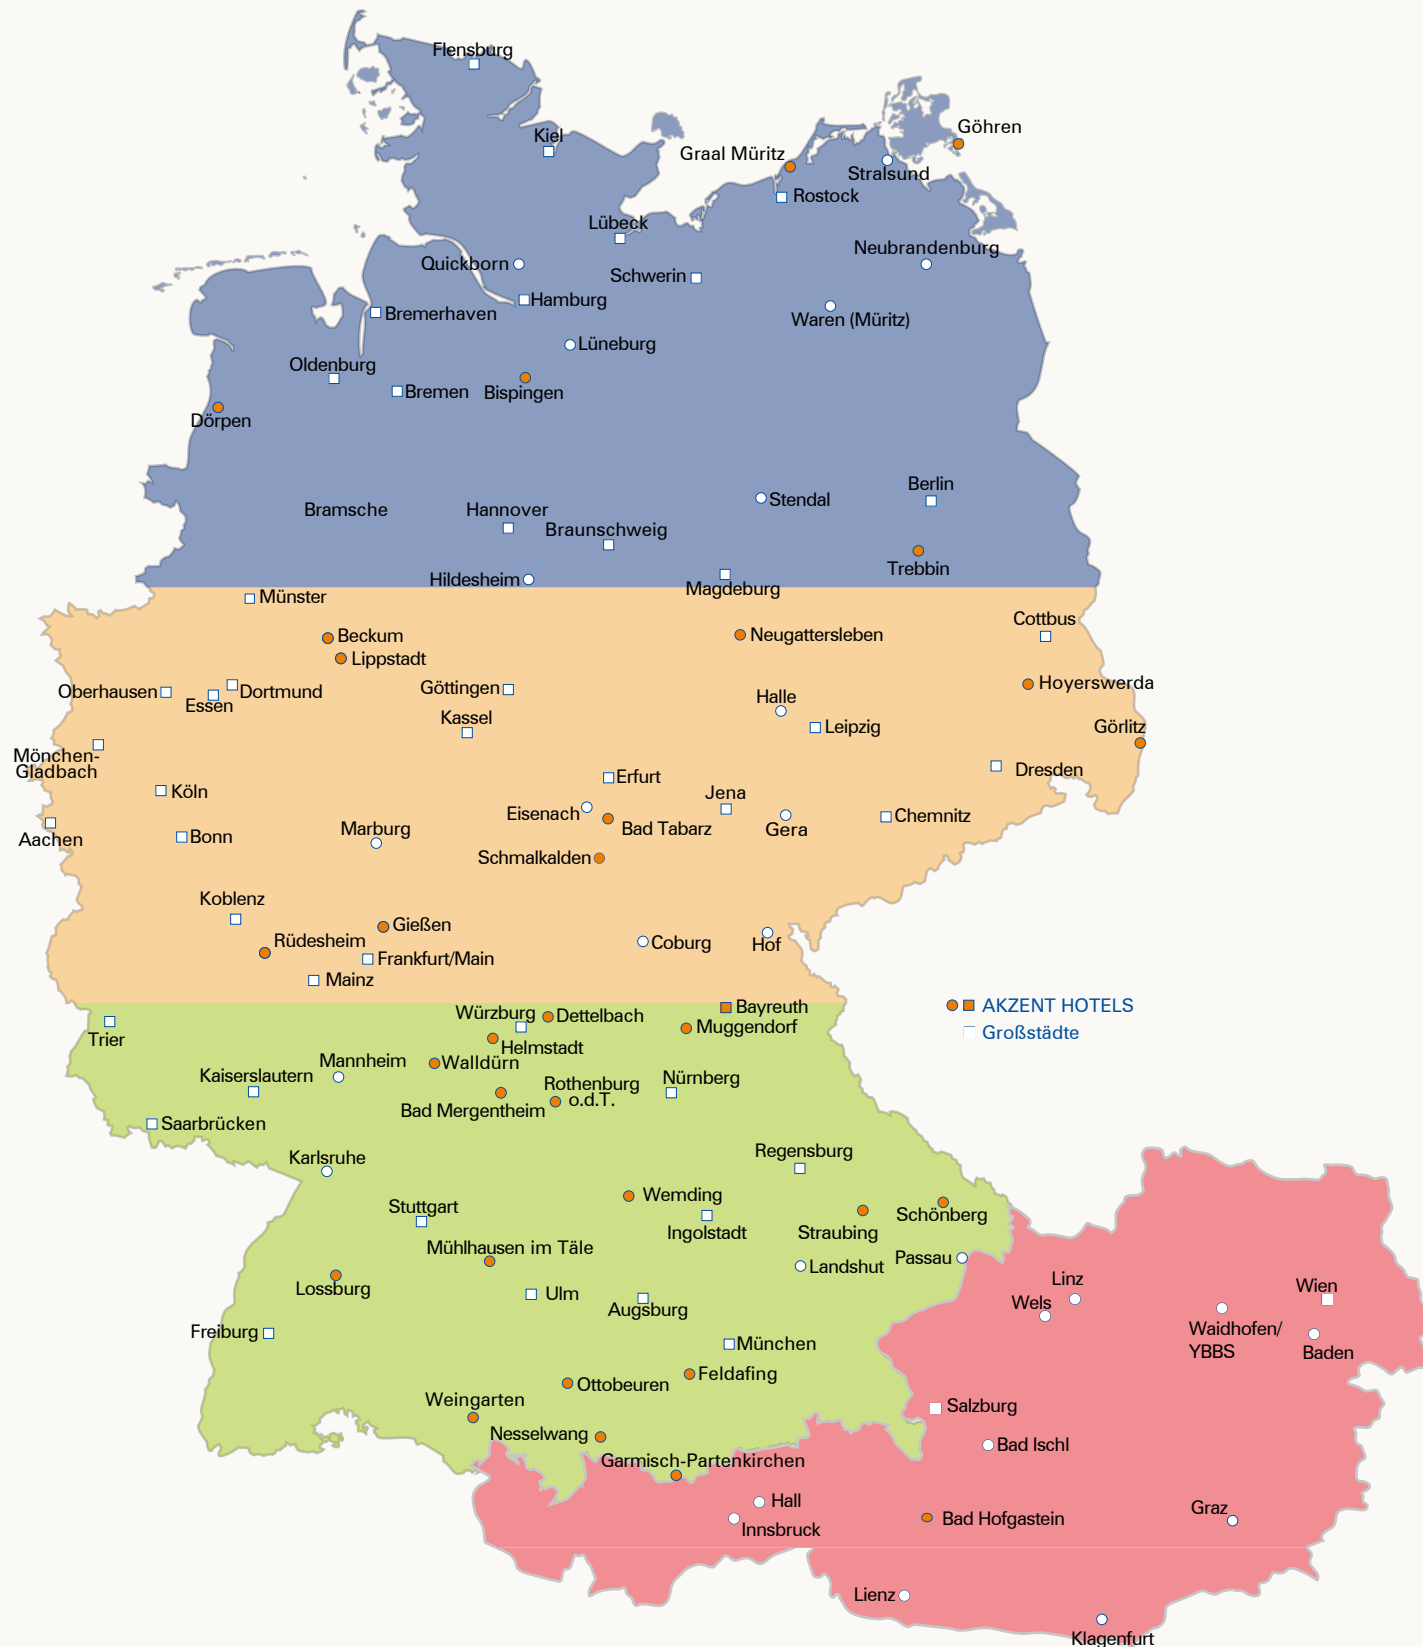 Flensburg
Kiel
Göhren
Graal Müritz
Stralsund
Rostock
Lübeck
Neubrandenburg
Quickborn
Schwerin
Hamburg
Bremerhaven
Waren (Müritz)
Lüneburg
Oldenburg
Bremen
Bispingen
Dörpen
Berlin
Stendal
Bramsche
Hannover
Braunschweig
Trebbin
Hildesheim
Magdeburg
Münster
Cottbus
Beckum
Neugattersleben
Lippstadt
Hoyerswerda
Göttingen
Oberhausen
Dortmund
Essen
Halle
Kassel
Leipzig
Görlitz
Mönchen-
Gladbach
Dresden
Erfurt
Köln
Jena
Eisenach
Chemnitz
Bad Tabarz
Gera
Marburg
Bonn
Aachen
Schmalkalden
Koblenz
Gießen
Rüdesheim
Coburg
Hof
Frankfurt/Main
Mainz
AKZENT HOTELS
Bayreuth
Würzburg
Dettelbach
Muggendorf
Großstädte
Trier
Helmstadt
Mannheim
Walldürn
Kaiserslautern
Nürnberg
Rothenburg
o.d.T.
Bad Mergentheim
Saarbrücken
Regensburg
Karlsruhe
Wemding
Stuttgart
Schönberg
Ingolstadt
Straubing
Mühlhausen im Täle
Passau
Landshut
Linz
Lossburg
Wien
Ulm
Wels
Augsburg
Waidhofen/
YBBS
Freiburg
München
Baden
Feldafing
Ottobeuren
Weingarten
Salzburg
Nesselwang
Bad Ischl
Garmisch-Partenkirchen
Hall
Graz
Bad Hofgastein
Innsbruck
Lienz
Klagenfurt